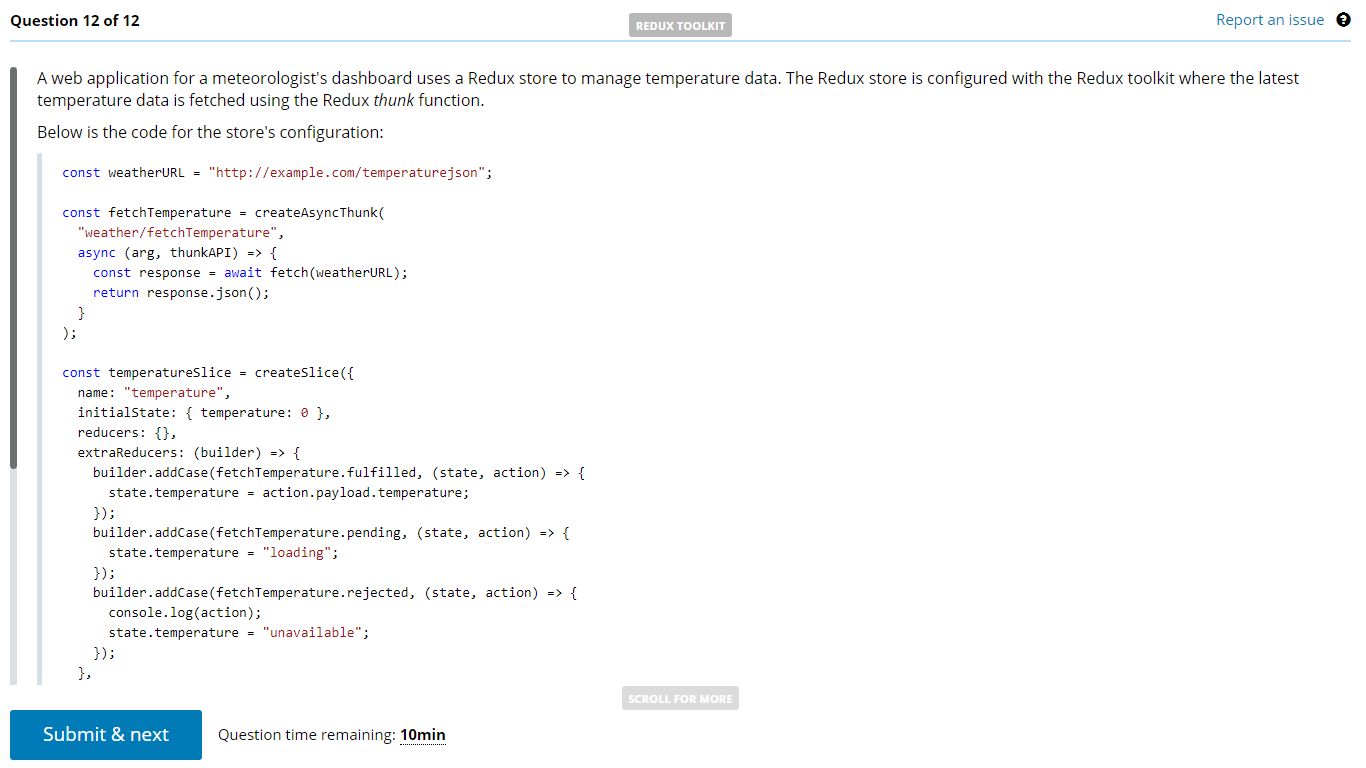 Question 12 of 12
REDUX TOOLKIT
Report an issue ?
A web application for a meteorologist's dashboard uses a Redux store to manage temperature data. The Redux store is configured with the Redux toolkit where the latest
temperature data is fetched using the Redux thunk function.
Below is the code for the store's configuration:
const weatherURL = "http://example.com/temperaturejson";
const fetchTemperature = createAsyncThunk(
"weather/fetchTemperature",
async (arg, thunkAPI) => {
const response = await fetch(weatherURL);
return response.json();
}
);
const temperatureSlice = createSlice({
name: "temperature",
initialState: { temperature: 0 },
reducers: {},
extraReducers: (builder) => {
builder.addCase(fetchTemperature.fulfilled, (state, action) => {
state.temperature = action.payload.temperature;
});
builder.addCase(fetchTemperature.pending, (state, action) => {
state.temperature = "loading";
});
builder.addCase(fetchTemperature.rejected, (state, action) => {
console.log(action);
state.temperature = "unavailable";
});
},
SCROLL FOR MORE
Submit & next
Question time remaining: 10min